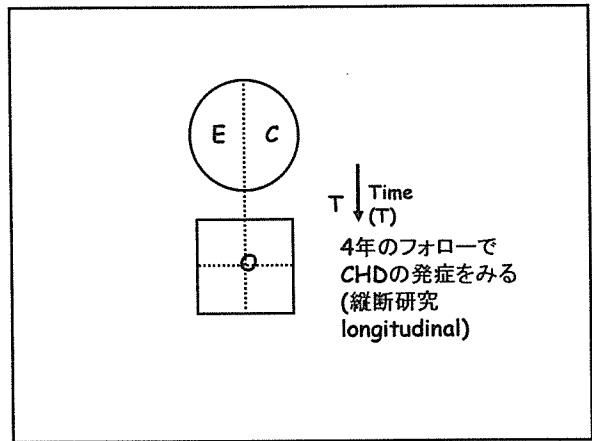 E C
T Time
(T)
O
4年のフォローで
CHDの発症をみる
(縦断研究
longitudinal)